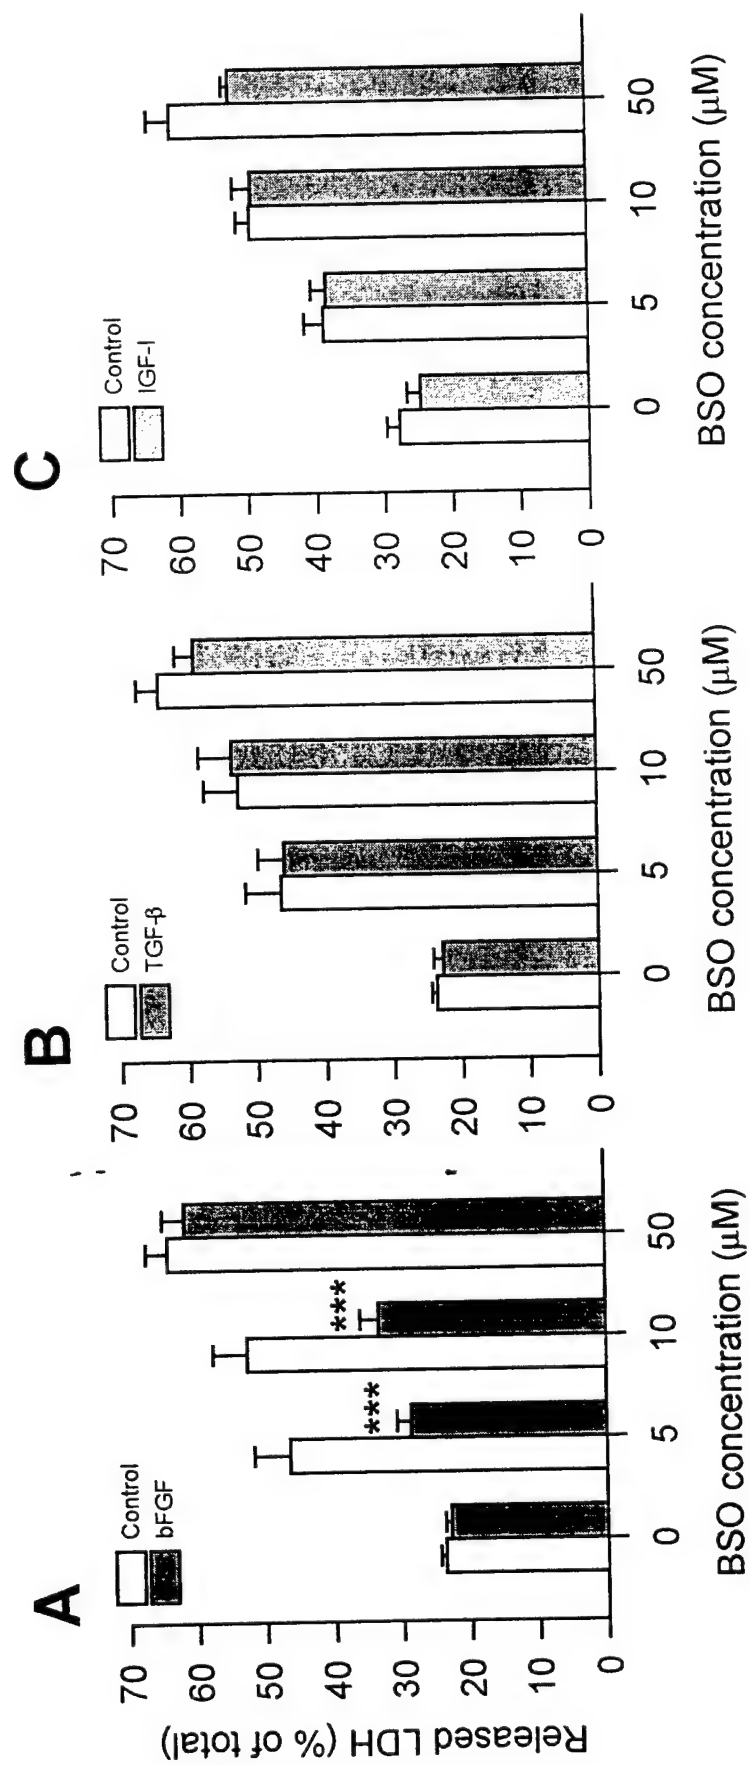 A
Control
bFGF
Released LDH (% of total)
70
60
50
40
30
20
10
0
***
***
0 5 10 50
BSO concentration (μM)
B
Control
TGF-β
70
60
50
40
30
20
10
0
0 5 10 50
BSO concentration (μM)
C
Control
IGF-I
70
60
50
40
30
20
10
0
0 5 10 50
BSO concentration (μM)